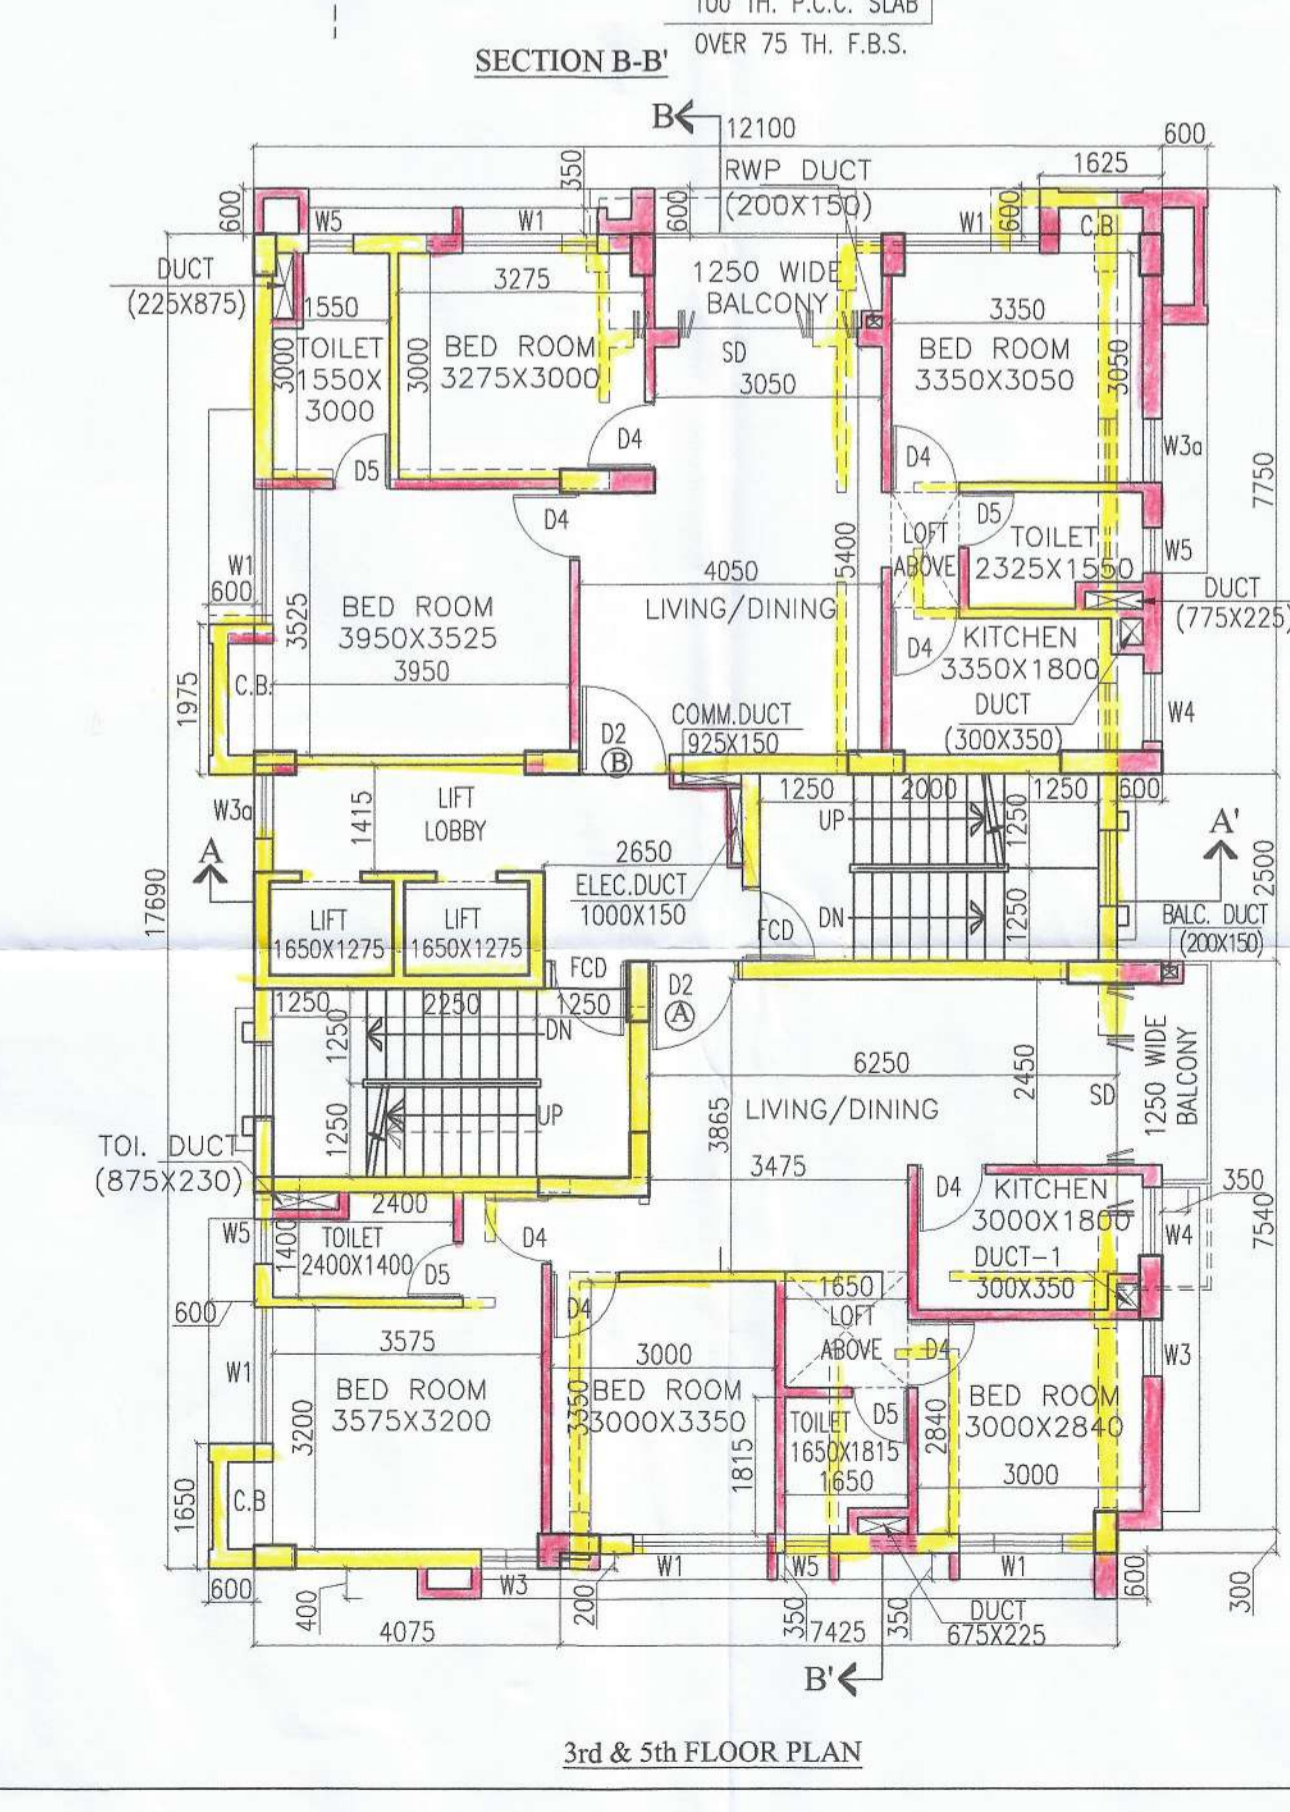 100 TH. P.C.C. SLAB
OVER 75 TH. F.B.S.
SECTION B-B'
B
12100
600
1625
350
RWP DUCT
(200X150)
600
W5
W1
600
W1
600
C.B
DUCT
(225X875)
1550
3275
1250 WIDE
BALCONY
3350
3000
TOILET
1550X
3000
3000
BED ROOM
3275X3000
SD
3050
BED ROOM
3350X3050
3050
D5
D4
D4
W3a
7750
D4
D5
W1
600
4050
5400
LOFT
ABOVE
TOILET
2325X1550
W5
3525
BED ROOM
3950X3525
3950
LIVING/DINING
DUCT
(775X225)
D4
KITCHEN
3350X1800
1975
C.B.
D2
B
COMM.DUCT
925X150
DUCT
(300X350)
W4
W3a
1415
LIFT
LOBBY
1250
2000
1250
600
UP
1250
A
A'
2650
ELEC.DUCT
1000X150
2500
17690
LIFT
1650X1275
LIFT
1650X1275
DN
1250
FCD
BALC. DUCT
(200X150)
FCD
D2
A
1250
2250
1250
1250
DN
6250
2450
1250 WIDE
BALCONY
SD
1250
UP
3865
LIVING/DINING
TOI. DUCT
(875X230)
3475
2400
D4
KITCHEN
3000X1800
350
W5
1400
TOILET
2400X1400
D4
D5
W4
7540
DUCT-1
300X350
600
D4
1650
LOFT
ABOVE
3575
3000
D4
W3
W1
BED ROOM
3575X3200
3200
3350
BED ROOM
3000X3350
D5
TOILET
1650X1815
1650
1815
2840
BED ROOM
3000X2840
3000
1650
C.B
600
400
W3
200
W1
W5
350
350
W1
600
300
4075
7425
DUCT
675X225
B'
3rd & 5th FLOOR PLAN